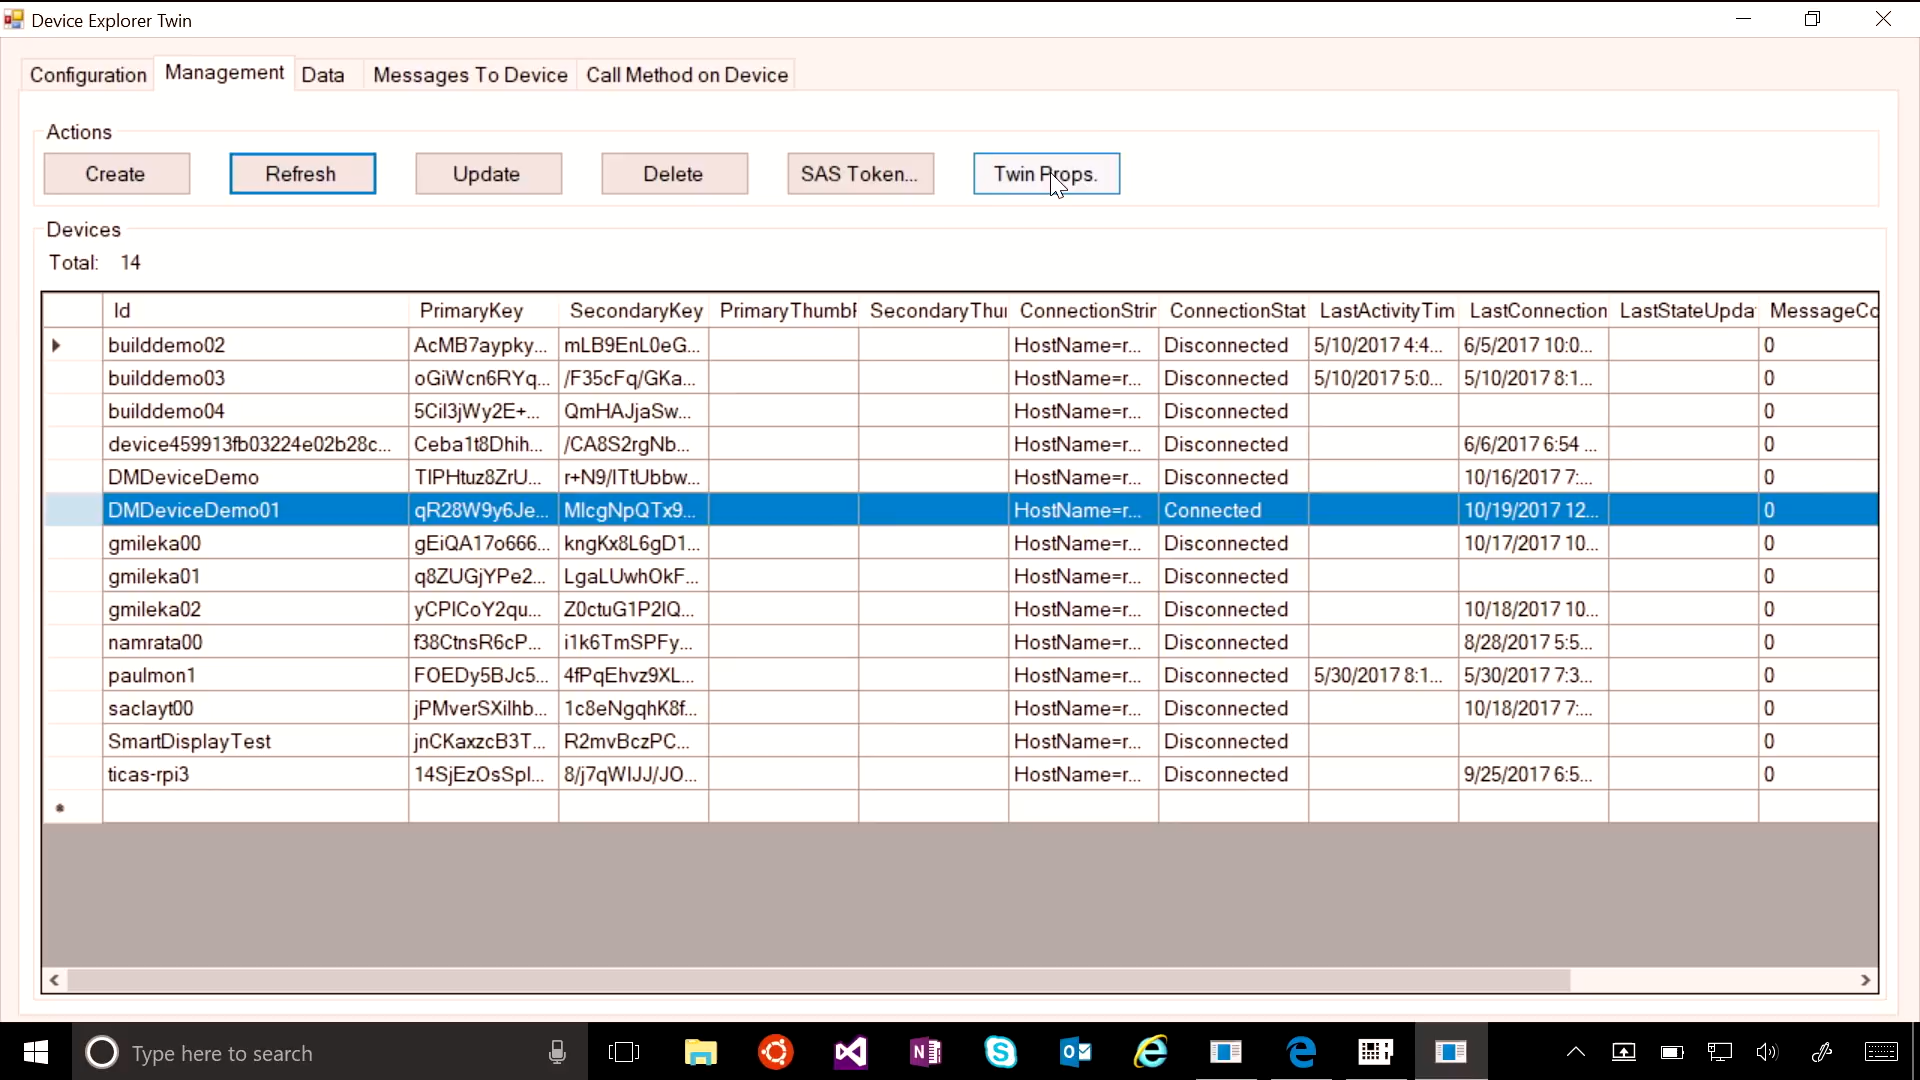 Device Explorer Twin
Configuration Management Data Messages To Device Call Method on Device
Actions
Create Refresh Update Delete SAS Token... Twin Props.
Devices
Total: 14
Id PrimaryKey SecondaryKey PrimaryThumbP SecondaryThu ConnectionStrir ConnectionStat LastActivityTim LastConnection LastStateUpda MessageCo
builddemo02 AcMB7aypky... mLB9EnL0eG... HostName=r... Disconnected 5/10/2017 4:4... 6/5/2017 10:0... 0
builddemo03 oGiWcn6RYq... /F35cFq/GKa... HostName=r... Disconnected 5/10/2017 5:0... 5/10/2017 8:1... 0
builddemo04 5Cil3jWy2E+... QmHAJjaSw... HostName=r... Disconnected 0
device459913fb03224e02b28c... Ceba1t8Dhih... /CA8S2rgNb... HostName=r... Disconnected 6/6/2017 6:54 ... 0
DMDeviceDemo TIPHtuz8ZrU... r+N9/ITtUbbw... HostName=r... Disconnected 10/16/2017 7:... 0
DMDeviceDemo01 qR28W9y6Je... MlcgNpQTx9... HostName=r... Connected 10/19/2017 12... 0
gmileka00 gEiQA17o666... kngKx8L6gD1... HostName=r... Disconnected 10/17/2017 10... 0
gmileka01 q8ZUGjYPe2... LgaLUwhOkF... HostName=r... Disconnected 0
gmileka02 yCPlCoY2qu... Z0ctuG1P2IQ... HostName=r... Disconnected 10/18/2017 10... 0
namrata00 f38CtnsR6cP... i1k6TmSPFy... HostName=r... Disconnected 8/28/2017 5:5... 0
paulmon1 FOEDy5BJc5... 4fPqEhvz9XL... HostName=r... Disconnected 5/30/2017 8:1... 5/30/2017 7:3... 0
saclayt00 jPMverSXilhb... 1c8eNgqhK8f... HostName=r... Disconnected 10/18/2017 7:... 0
SmartDisplayTest jnCKaxzcB3T... R2mvBczPC... HostName=r... Disconnected 0
ticas-rpi3 14SjEzOsSpl... 8/j7qWIJJ/JO... HostName=r... Disconnected 9/25/2017 6:5... 0
Type here to search